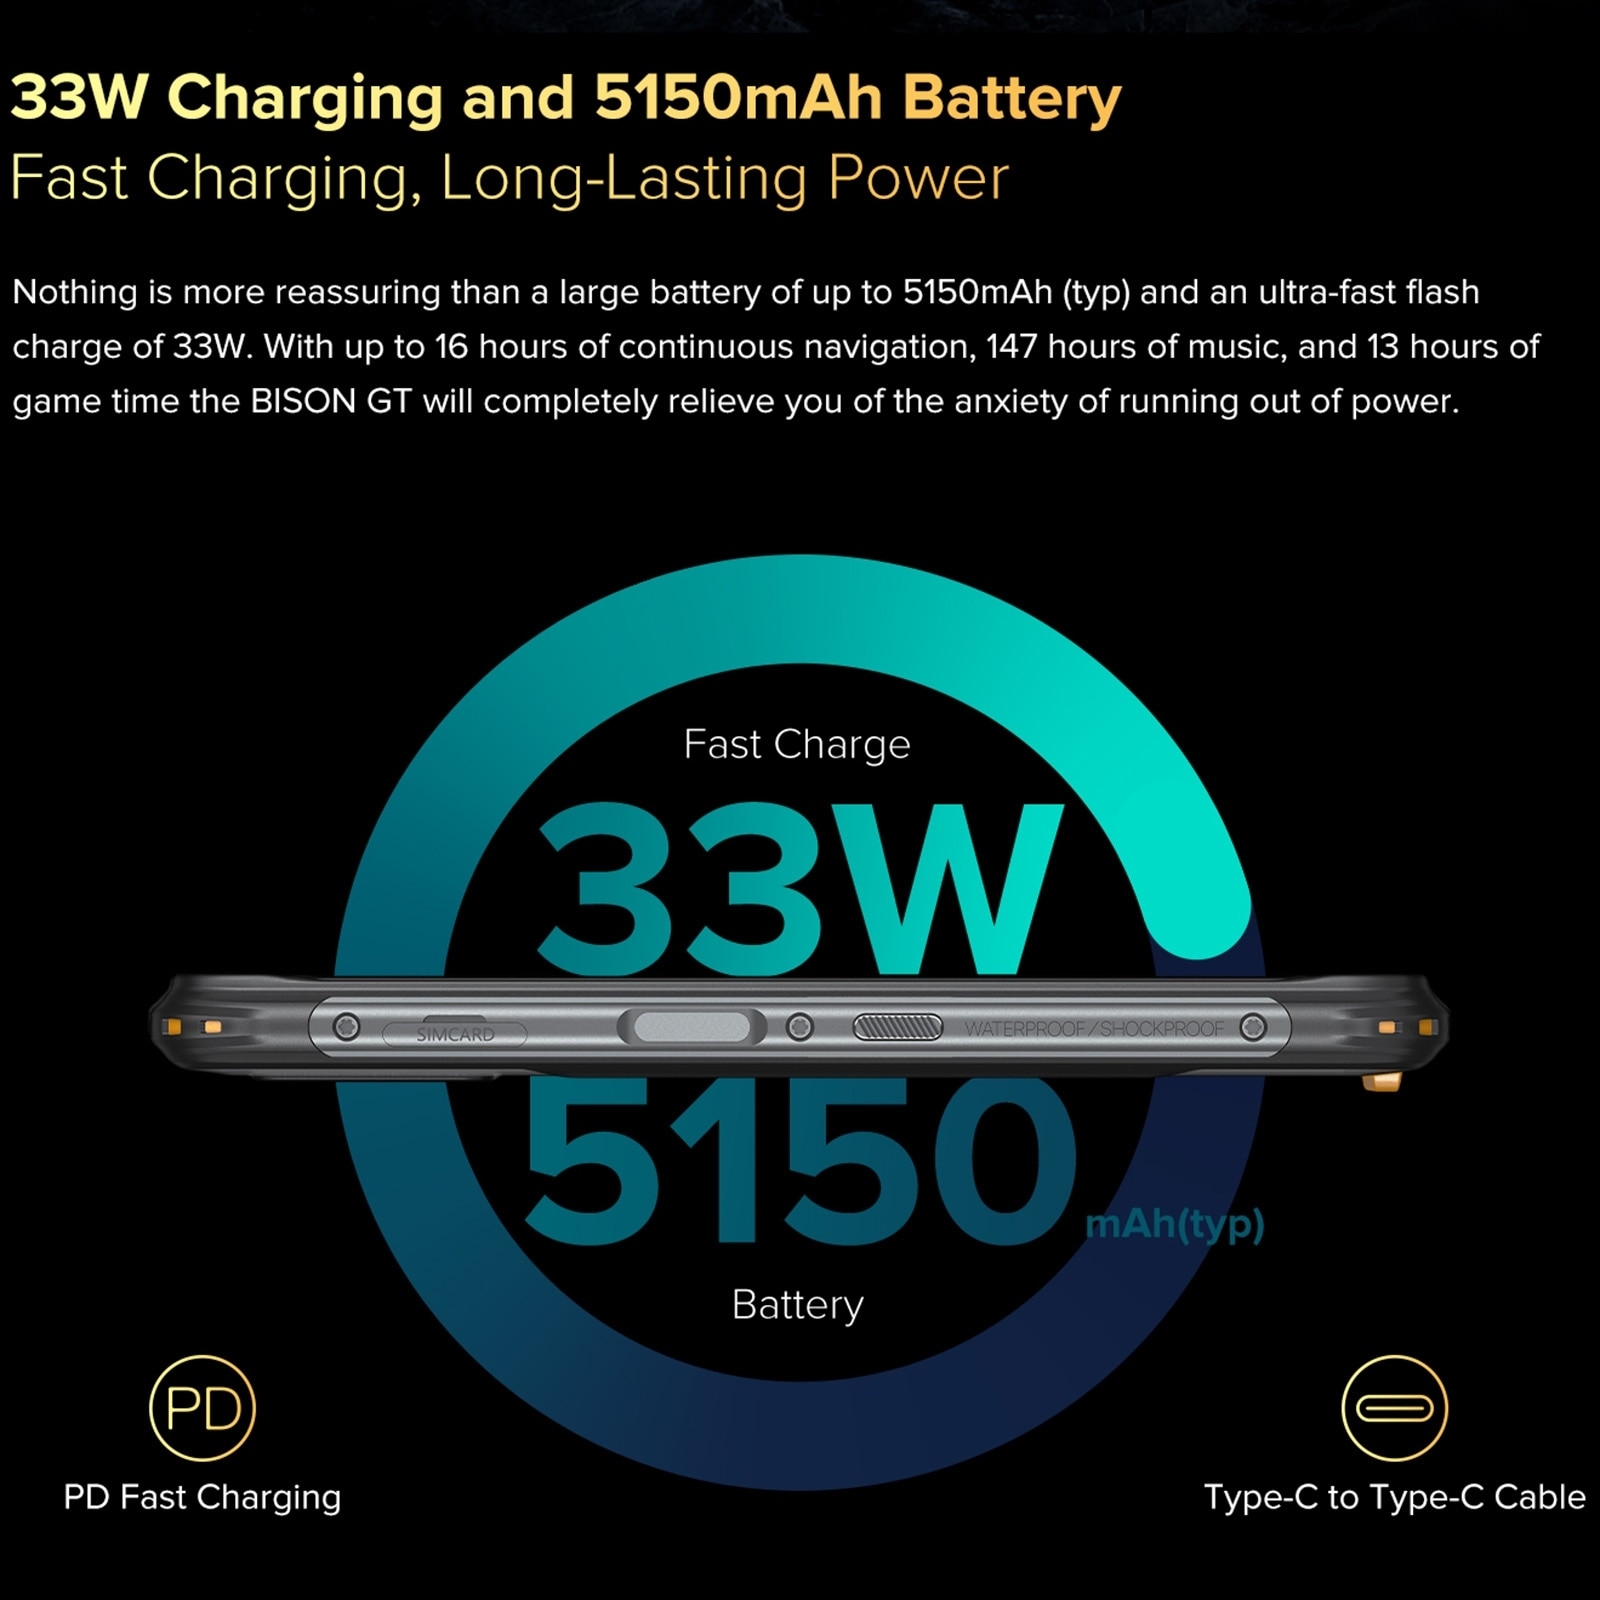 33W Charging and 5150mAh Battery
Fast Charging, Long-Lasting Power
Nothing is more reassuring than a large battery of up to 5150mAh (typ) and an ultra-fast flash
charge of 33W. With up to 16 hours of continuous navigation, 147 hours of music, and 13 hours of
game time the BISON GT will completely relieve you of the anxiety of running out of power.
Fast Charge
33W
SIMCARD
WATERPROOF/SHOCKPROOF
5150
mAh(typ)
Battery
PD
PD Fast Charging
Type-C to Type-C Cable